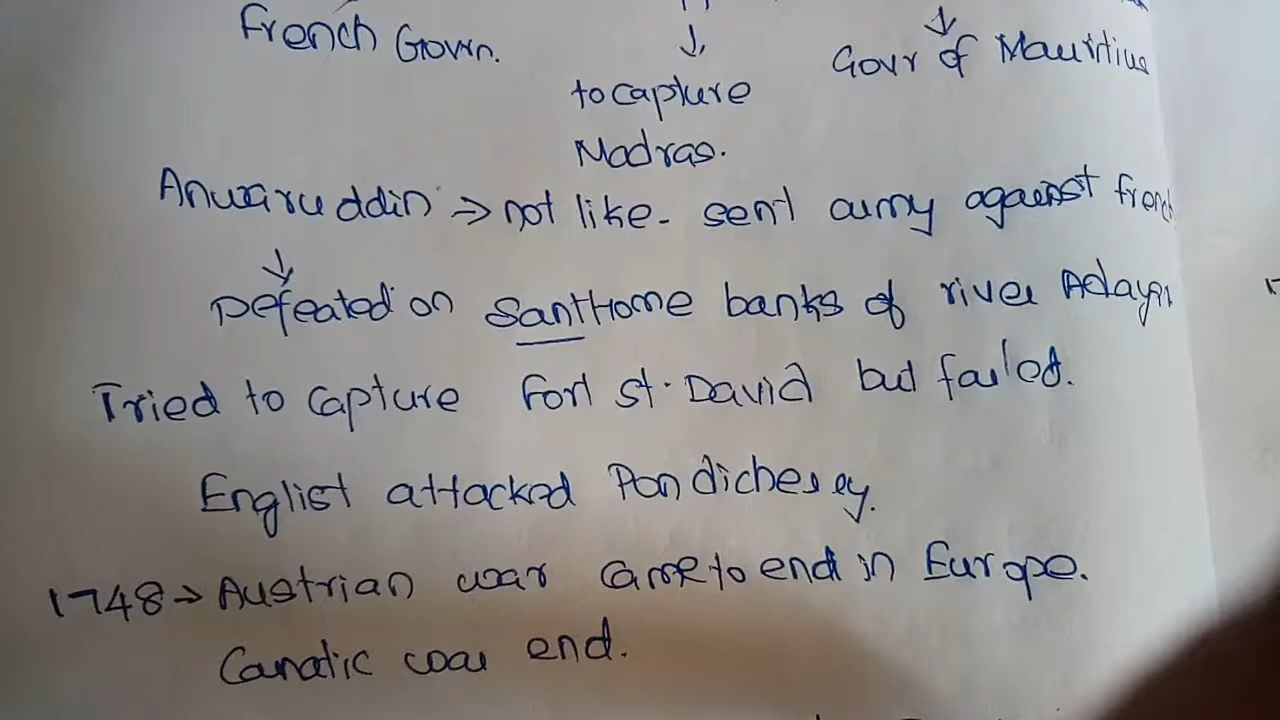 French Govrn.
↓
↓
Govr of Mauritius
to capture
Madras.
Anwaruddin ⇒ not like - sent army against french
↓
Defeated on SantHome banks of river Adayar
Tried to Capture Fort St. David but failed.
Englist attacked Pondicherey.
1748 → Austrian war came to end in Europe.
Canatic war end.